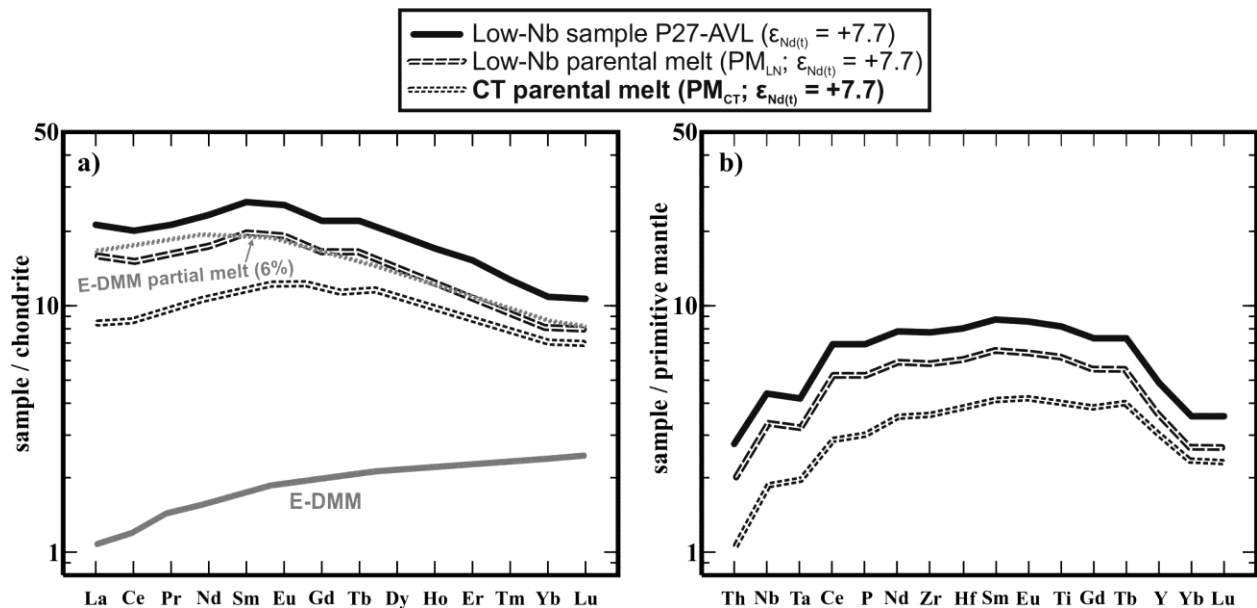 Low-Nb sample P27-AVL (εNd(t) = +7.7)
Low-Nb parental melt (PMLN; εNd(t) = +7.7)
CT parental melt (PMCT; εNd(t) = +7.7)
50
a)
10
1
sample / chondrite
E-DMM partial melt (6%)
E-DMM
La Ce Pr Nd Sm Eu Gd Tb Dy Ho Er Tm Yb Lu
50
b)
10
1
sample / primitive mantle
Th Nb Ta Ce P Nd Zr Hf Sm Eu Ti Gd Tb Y Yb Lu